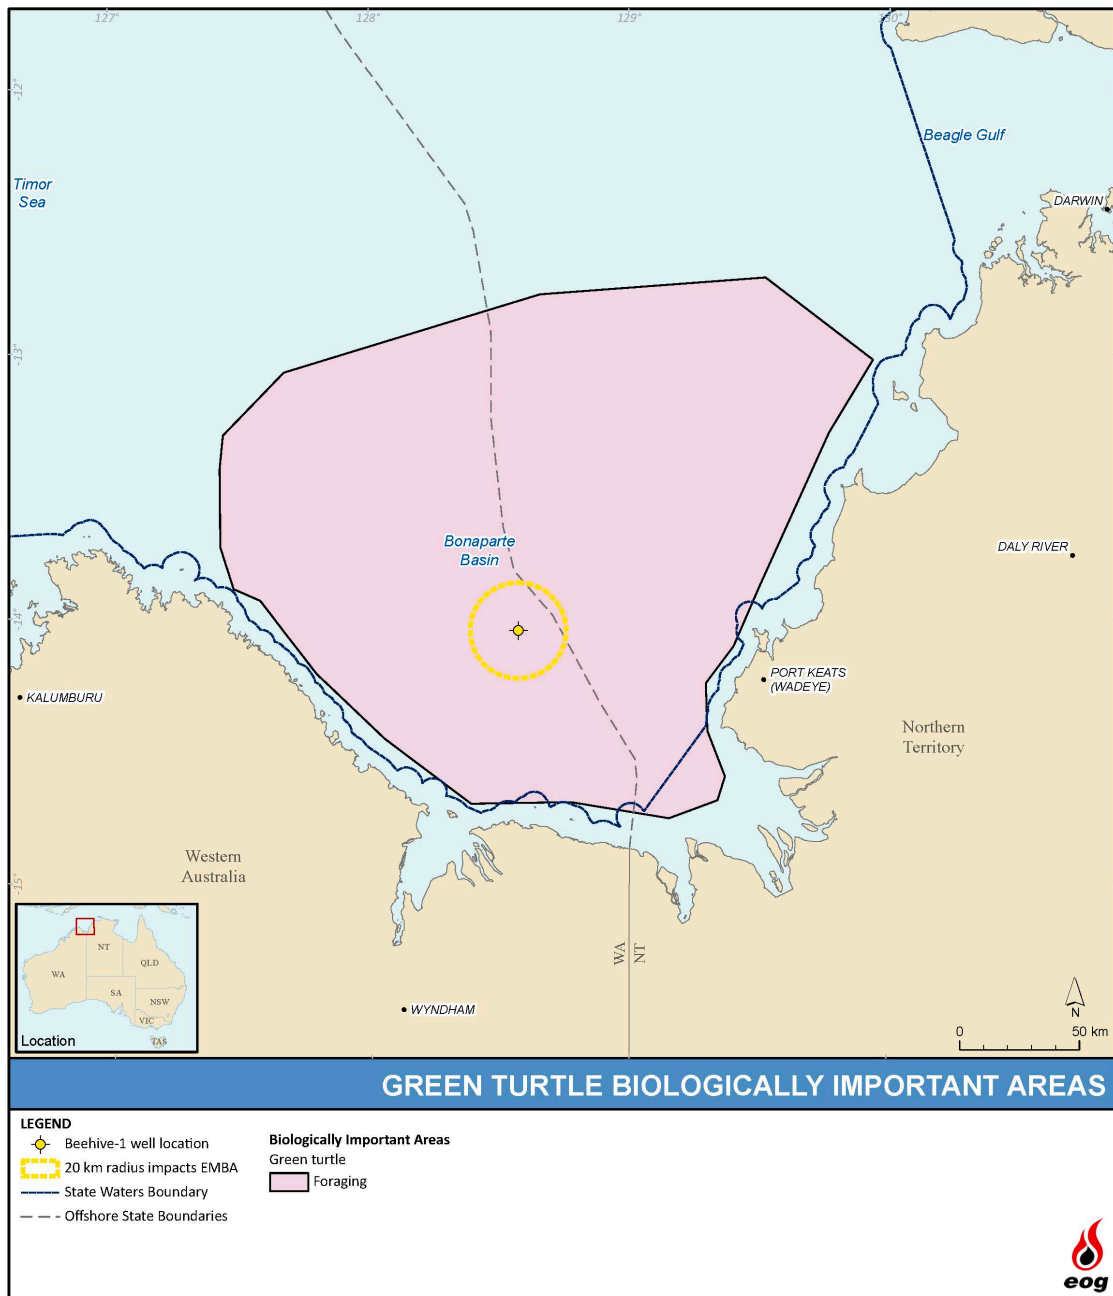 127°
128°
129°
130°
-12°
Beagle Gulf
Timor
Sea
DARWIN
-13°
Bonaparte
Basin
DALY RIVER
-14°
PORT KEATS
(WADEYE)
KALUMBURU
Northern
Territory
Western
Australia
-15°
WA
NT
NT
WA
QLD
SA
NSW
VIC
TAS
Location
WYNDHAM
N
0
50 km
GREEN TURTLE BIOLOGICALLY IMPORTANT AREAS
LEGEND
Beehive-1 well location
20 km radius impacts EMBA
State Waters Boundary
Offshore State Boundaries
Biologically Important Areas
Green turtle
Foraging
eog